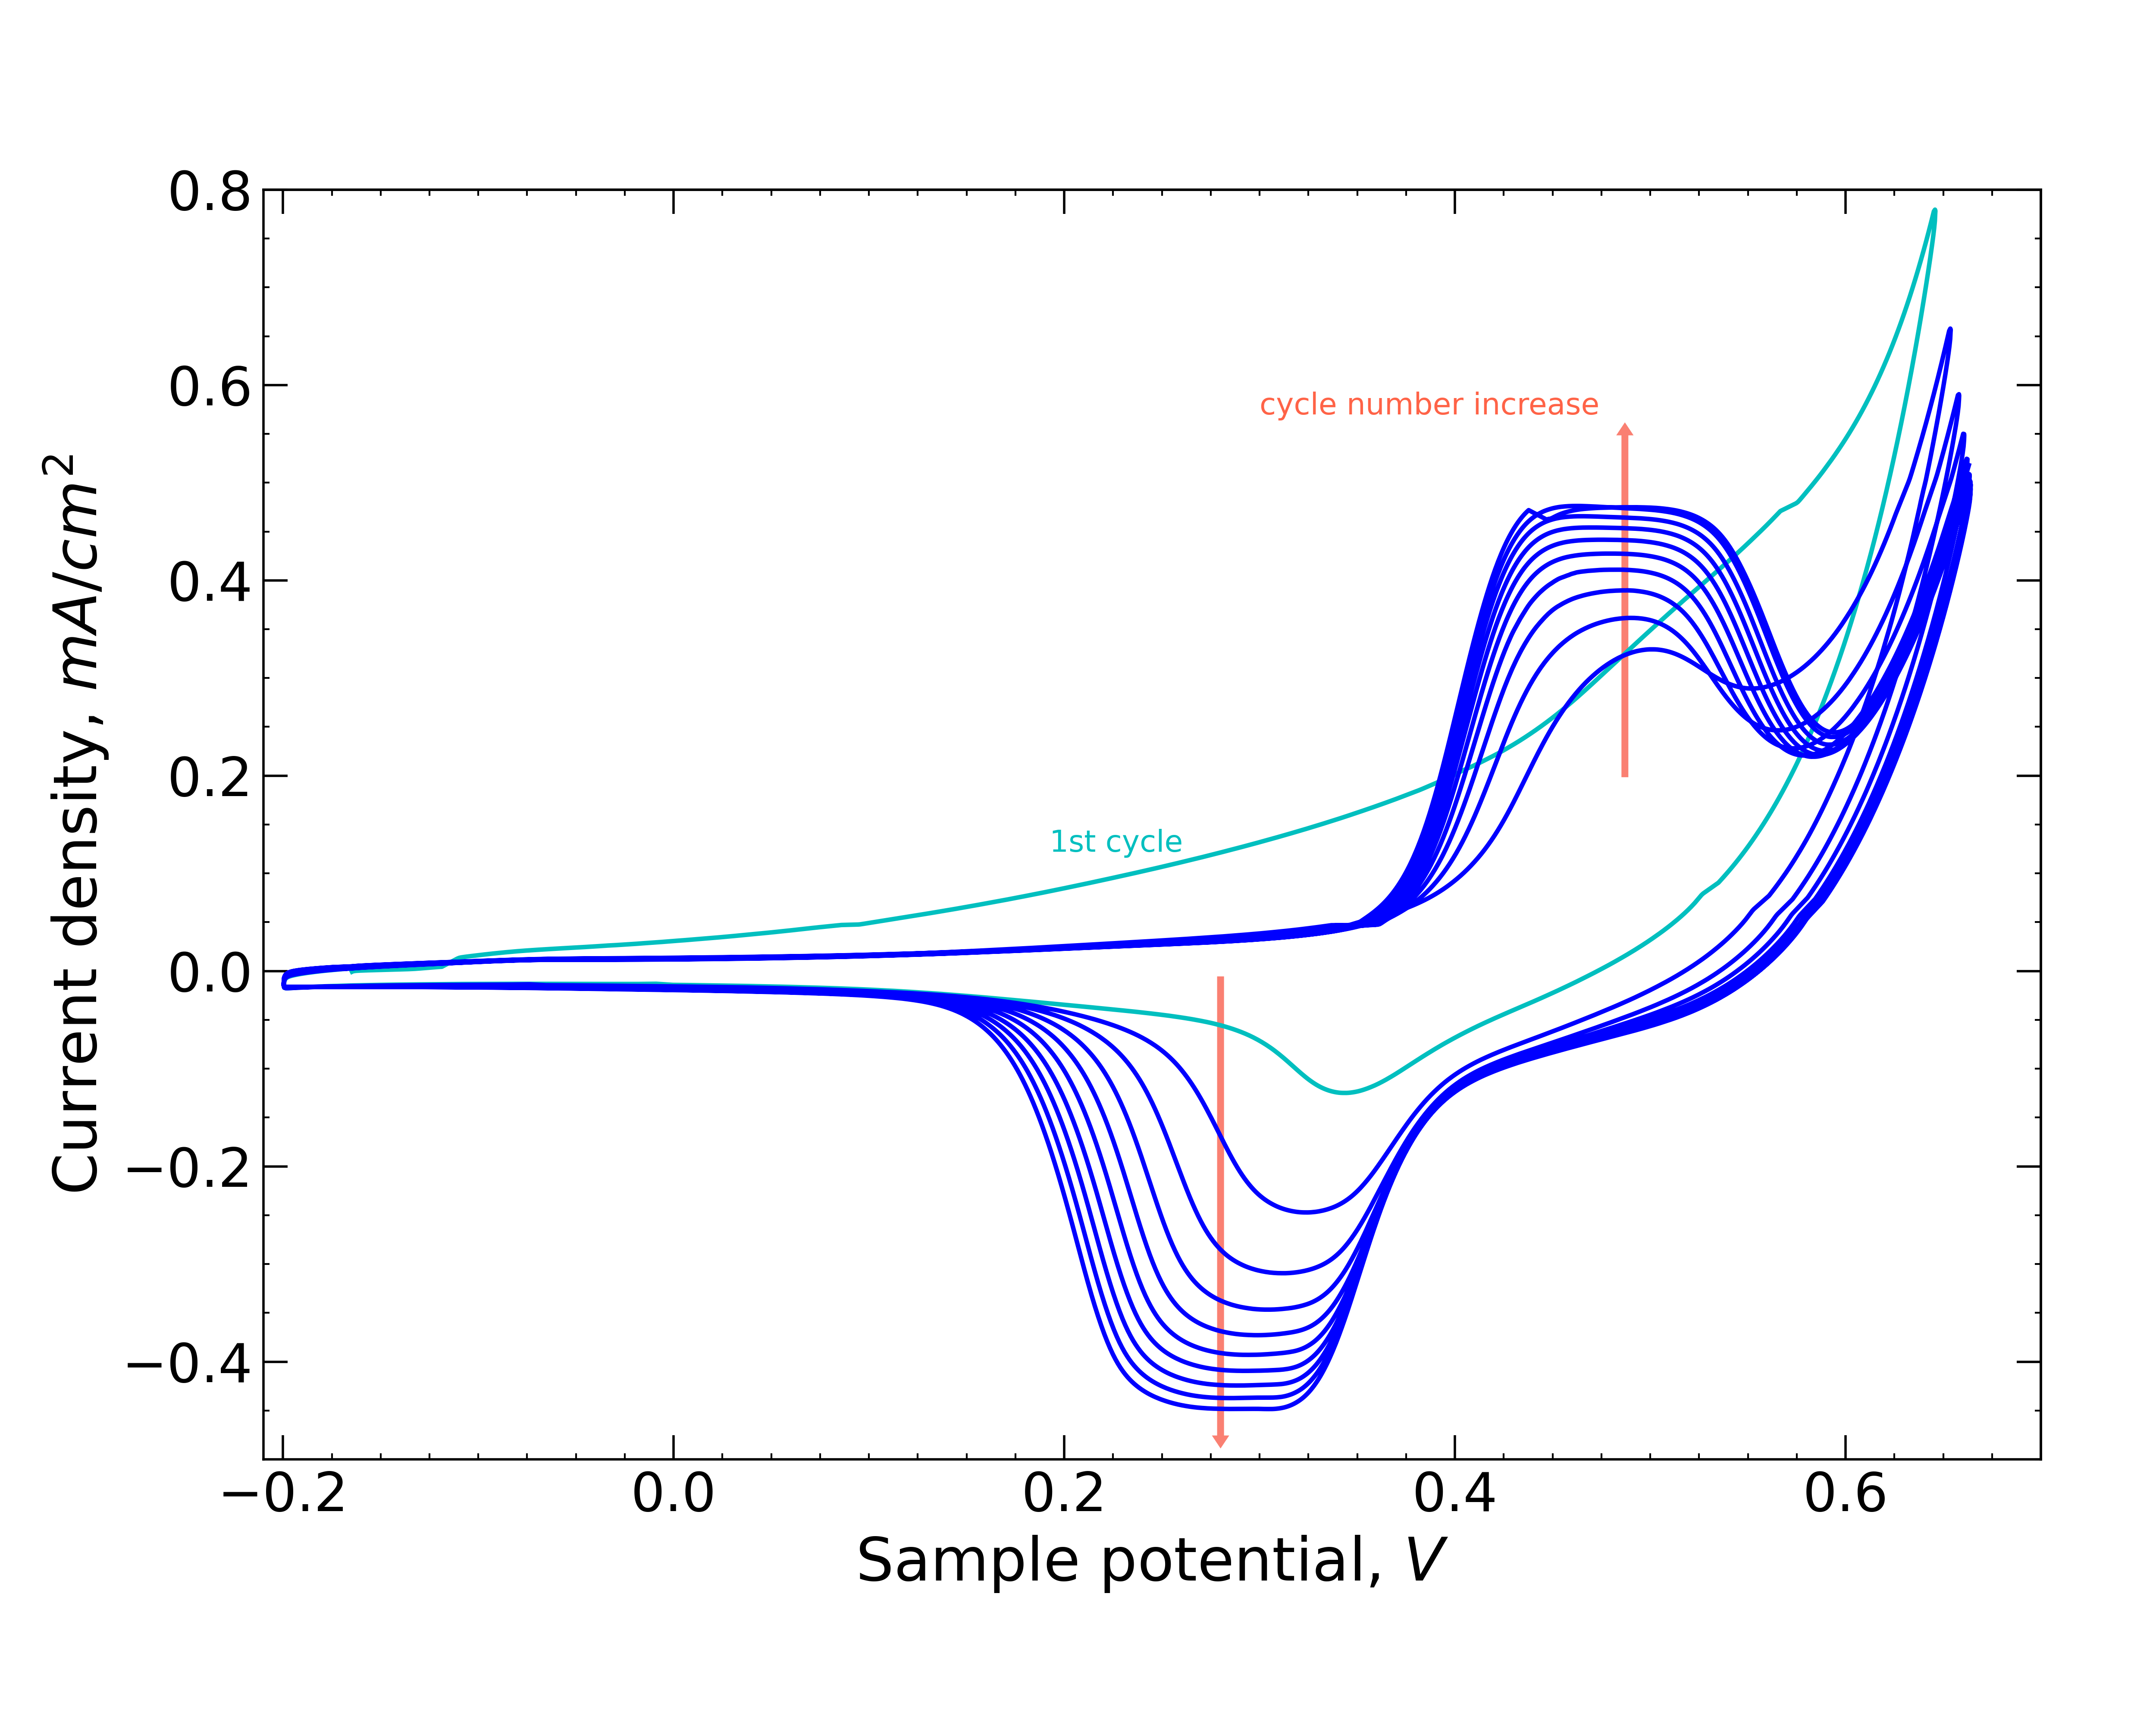 0.8
0.6
0.4
0.2
0.0
−0.2
−0.4
Current density, mA/cm²
cycle number increase
1st cycle
−0.2 0.0 0.2 0.4 0.6
Sample potential, V